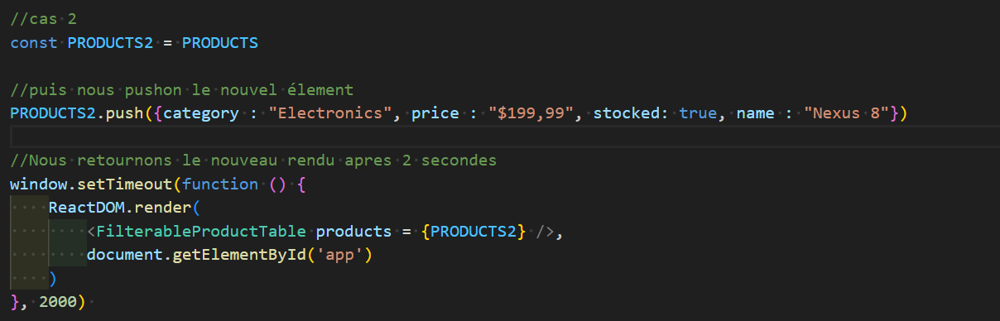 //cas 2
const PRODUCTS2 = PRODUCTS
//puis nous pushon le nouvel élement
PRODUCTS2.push({category : "Electronics", price : "$199,99", stocked: true, name : "Nexus 8"})
//Nous retournons le nouveau rendu apres 2 secondes
window.setTimeout(function () {
    ReactDOM.render(
        <FilterableProductTable products = {PRODUCTS2} />,
        document.getElementById('app')
    )
}, 2000)